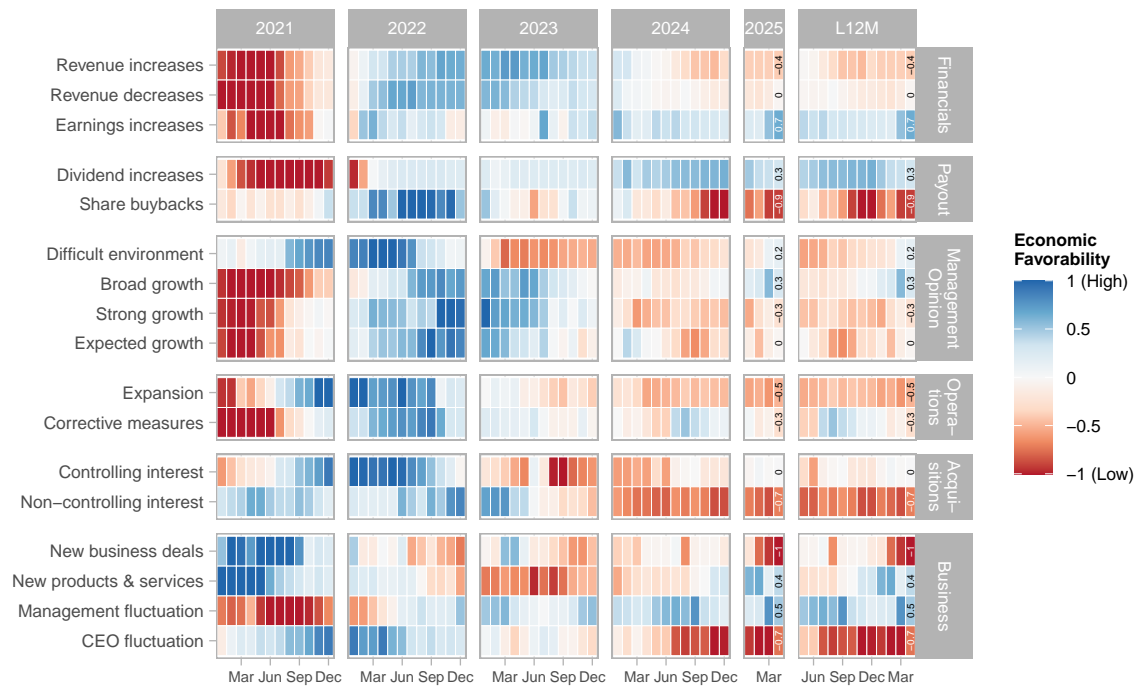 2021 2022 2023 2024 2025 L12M
Revenue increases −0.4 −0.4
Revenue decreases 0 0
Earnings increases 0.7 0.7
Financials
Dividend increases 0.3 0.3
Share buybacks −0.9 −0.9
Payout
Difficult environment 0.2 0.2
Broad growth 0.3 0.3
Strong growth −0.3 −0.3
Expected growth 0 0
Management
Opinion
Expansion −0.5 −0.5
Corrective measures −0.3 −0.3
Opera−
tions
Controlling interest 0 0
Non−controlling interest −0.7 −0.7
Acqui−
sitions
New business deals −1 −1
New products & services 0.4 0.4
Management fluctuation 0.5 0.5
CEO fluctuation −0.7 −0.7
Business
Mar Jun Sep Dec Mar Jun Sep Dec Mar Jun Sep Dec Mar Jun Sep Dec Mar Jun Sep Dec Mar
Economic
Favorability
1 (High)
0.5
0
−0.5
−1 (Low)